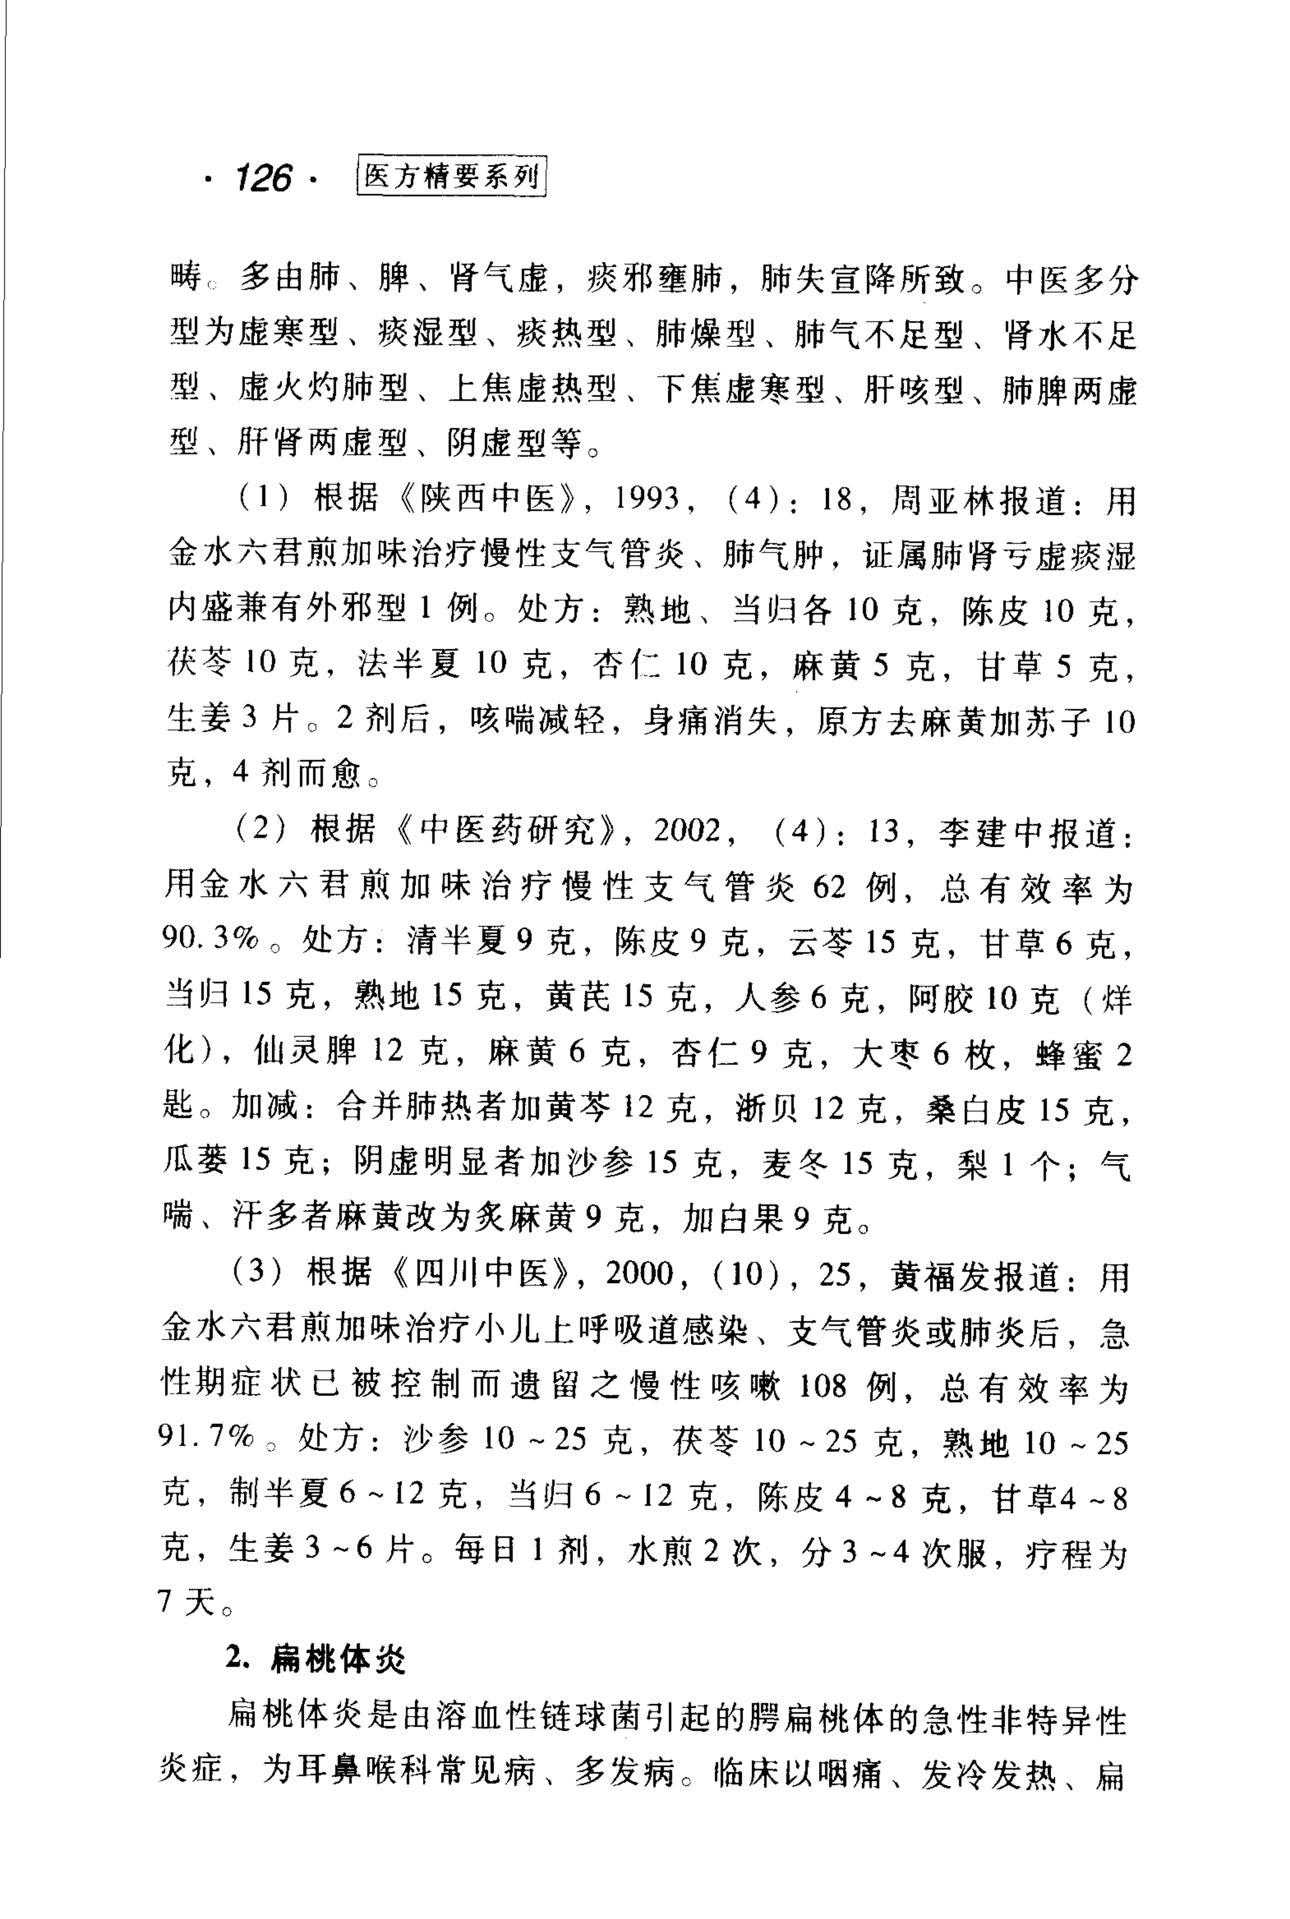 · 126 · 医方精要系列
畴。多由肺、脾、肾气虚，痰邪壅肺，肺失宣降所致。中医多分
型为虚寒型、痰湿型、痰热型、肺燥型、肺气不足型、肾水不足
型、虚火灼肺型、上焦虚热型、下焦虚寒型、肝咳型、肺脾两虚
型、肝肾两虚型、阴虚型等。
（1）根据《陕西中医》，1993，（4）：18，周亚林报道：用
金水六君煎加味治疗慢性支气管炎、肺气肿，证属肺肾亏虚痰湿
内盛兼有外邪型 1 例。处方：熟地、当归各 10 克，陈皮 10 克，
茯苓 10 克，法半夏 10 克，杏仁 10 克，麻黄 5 克，甘草 5 克，
生姜 3 片。2 剂后，咳喘减轻，身痛消失，原方去麻黄加苏子 10
克，4 剂而愈。
（2）根据《中医药研究》，2002，（4）：13，李建中报道：
用金水六君煎加味治疗慢性支气管炎 62 例，总有效率为
90.3%。处方：清半夏 9 克，陈皮 9 克，云苓 15 克，甘草 6 克，
当归 15 克，熟地 15 克，黄芪 15 克，人参 6 克，阿胶 10 克（烊
化），仙灵脾 12 克，麻黄 6 克，杏仁 9 克，大枣 6 枚，蜂蜜 2
匙。加减：合并肺热者加黄芩 12 克，浙贝 12 克，桑白皮 15 克，
瓜蒌 15 克；阴虚明显者加沙参 15 克，麦冬 15 克，梨 1 个；气
喘、汗多者麻黄改为炙麻黄 9 克，加白果 9 克。
（3）根据《四川中医》，2000，（10），25，黄福发报道：用
金水六君煎加味治疗小儿上呼吸道感染、支气管炎或肺炎后，急
性期症状已被控制而遗留之慢性咳嗽 108 例，总有效率为
91.7%。处方：沙参 10～25 克，茯苓 10～25 克，熟地 10～25
克，制半夏 6～12 克，当归 6～12 克，陈皮 4～8 克，甘草4～8
克，生姜 3～6 片。每日 1 剂，水煎 2 次，分 3～4 次服，疗程为
7 天。
2. 扁桃体炎
扁桃体炎是由溶血性链球菌引起的腭扁桃体的急性非特异性
炎症，为耳鼻喉科常见病、多发病。临床以咽痛、发冷发热、扁